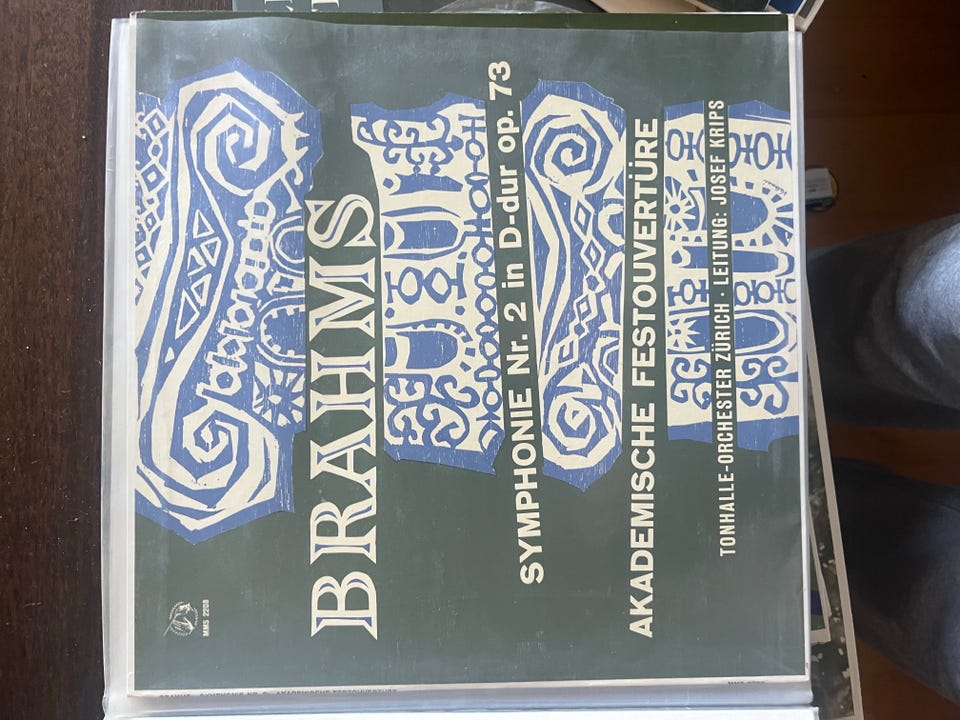 MMS 2208
BRAHMS
SYMPHONIE Nr. 2 in D-dur op. 73
AKADEMISCHE FESTOUVERTÜRE
TONHALLE-ORCHESTER ZÜRICH · LEITUNG: JOSEF KRIPS